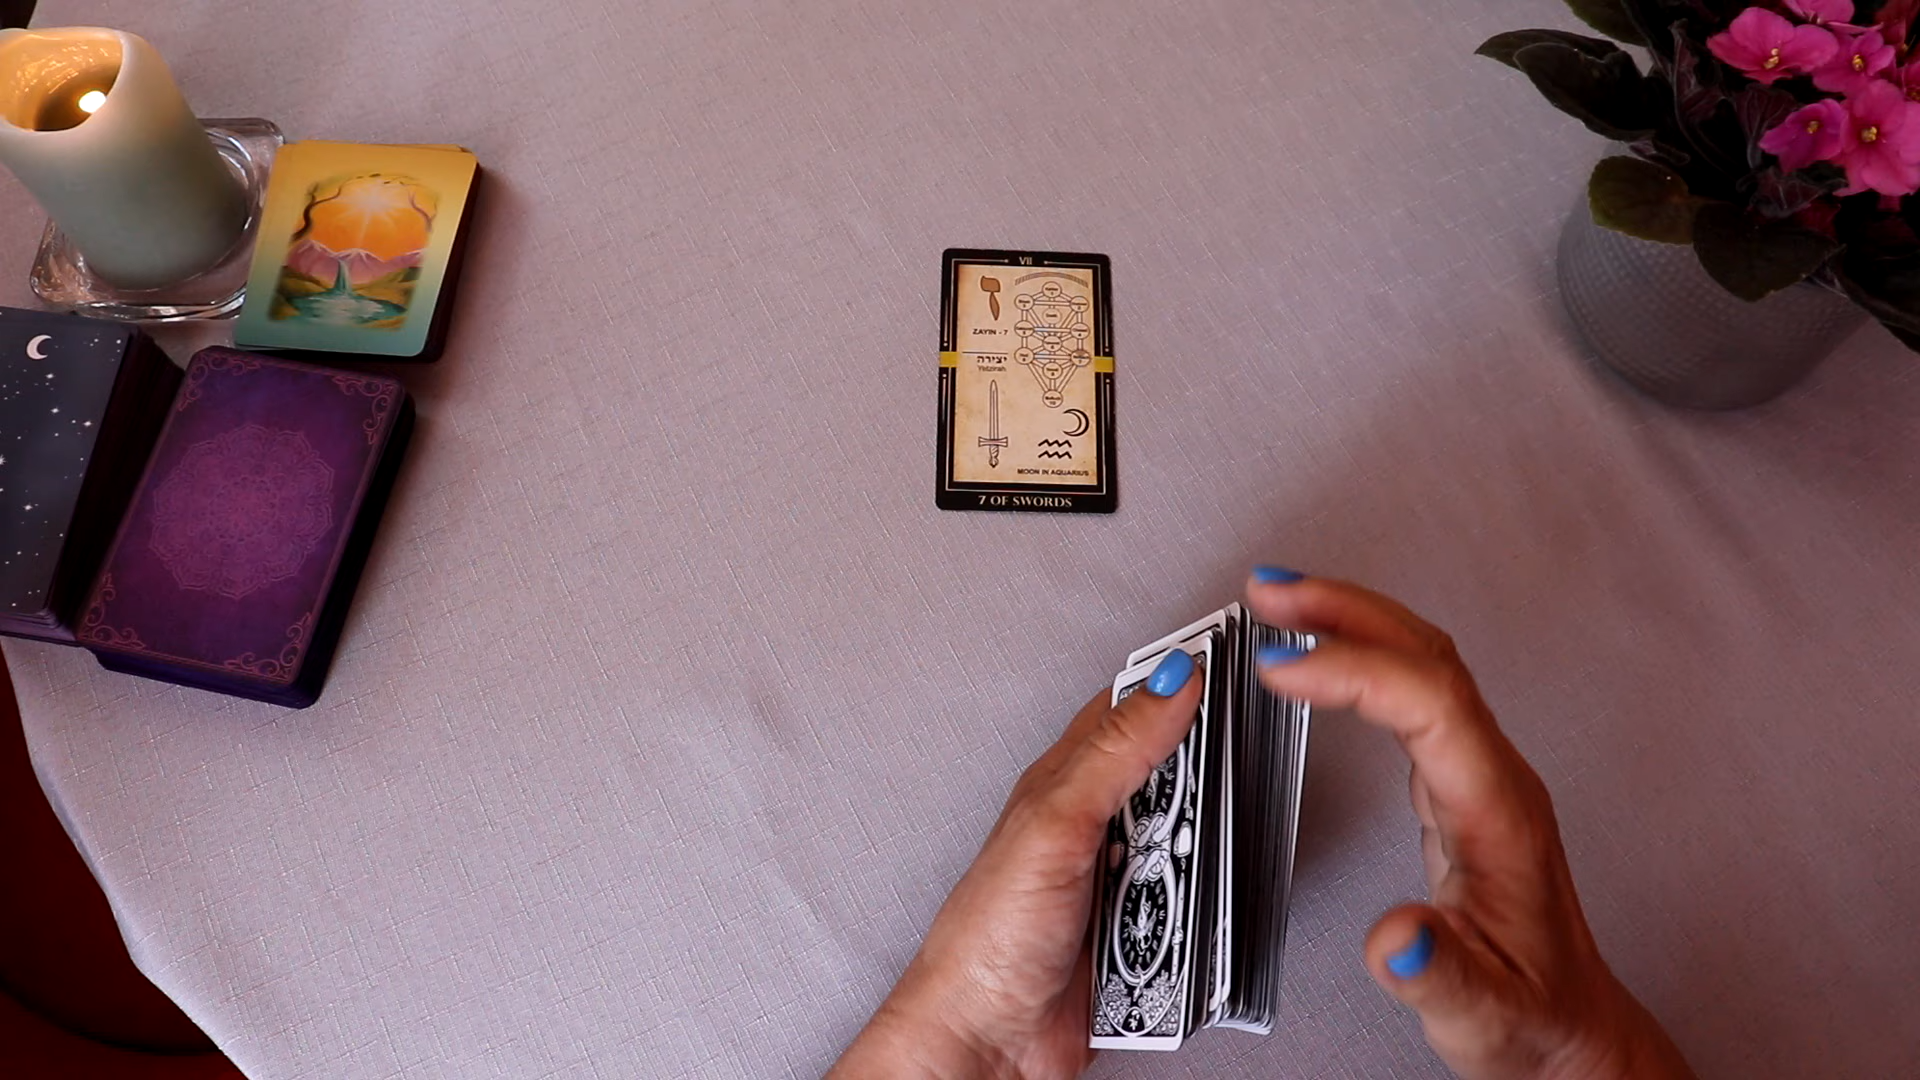 VII
ZAYIN - 7
יצירה
Yetzirah
MOON IN AQUARIUS
7 OF SWORDS